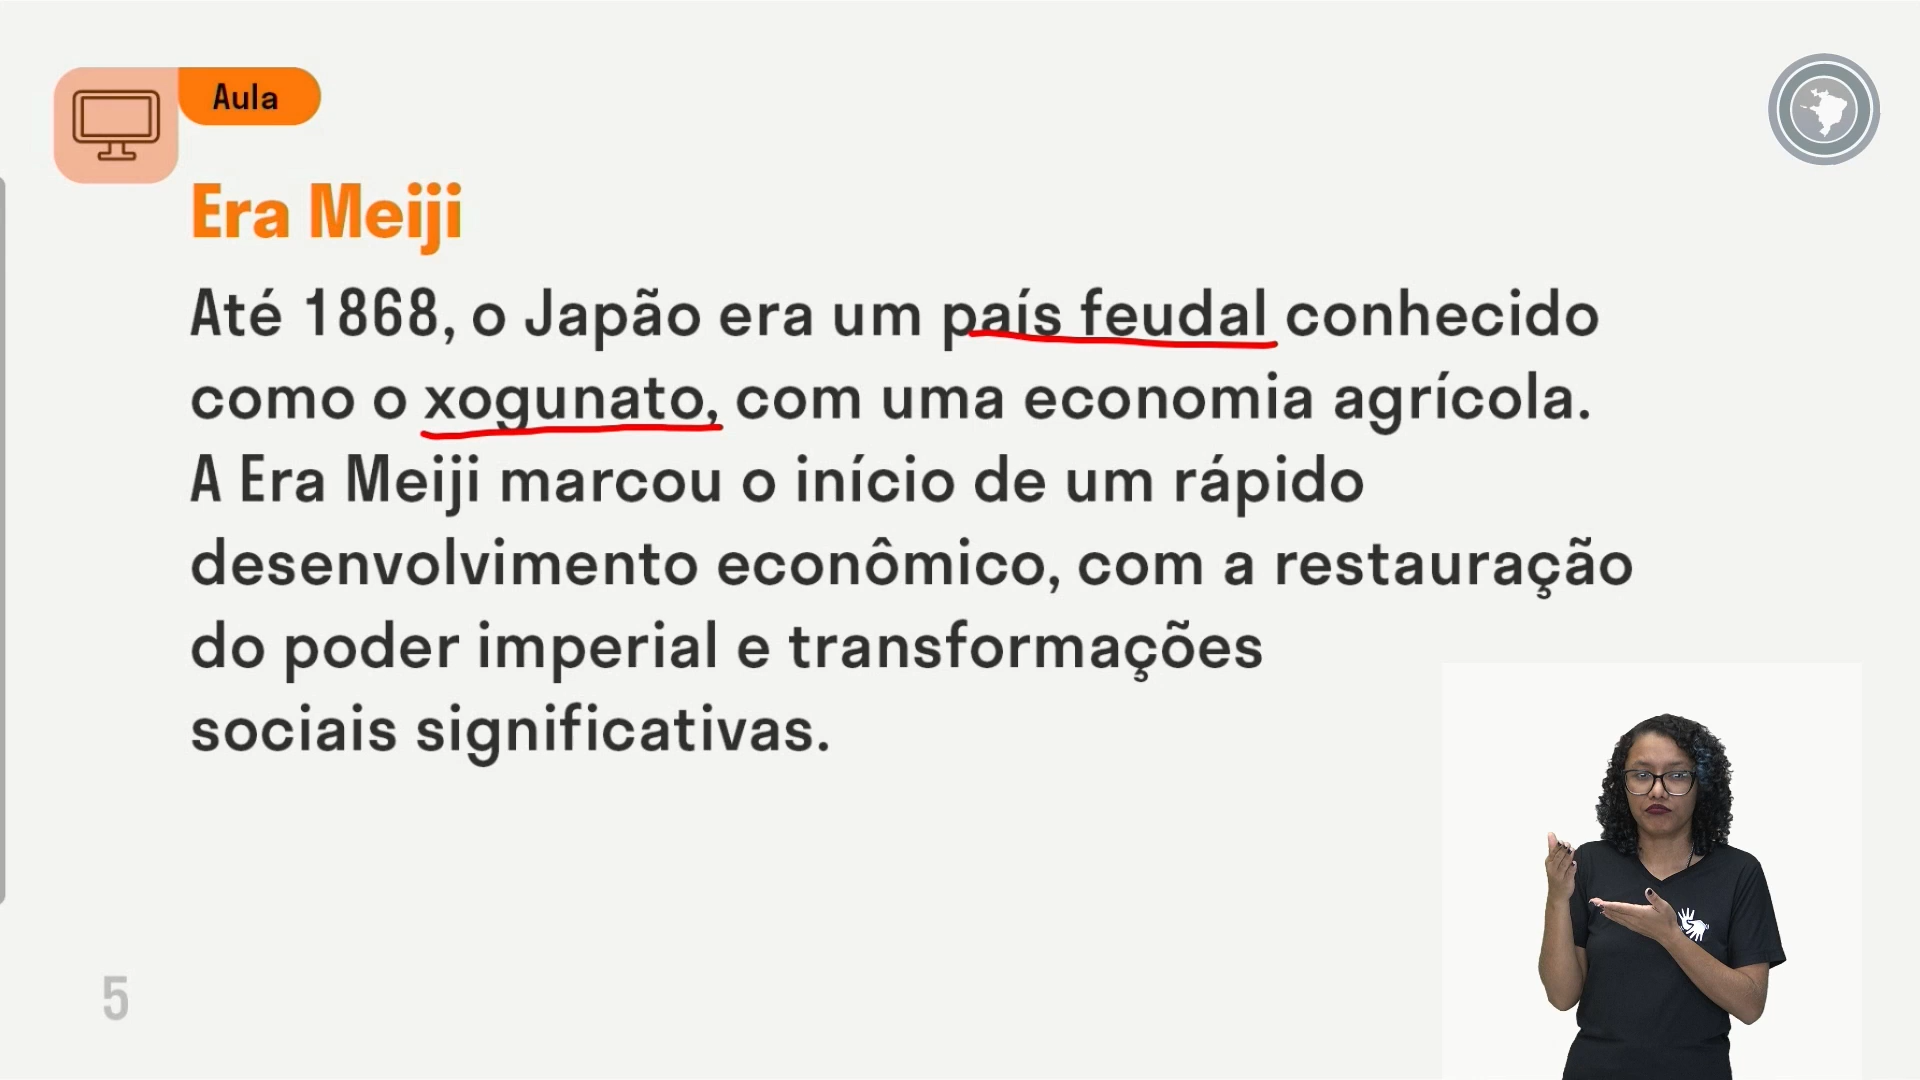 Aula
Era Meiji
Até 1868, o Japão era um país feudal conhecido
como o xogunato, com uma economia agrícola.
A Era Meiji marcou o início de um rápido
desenvolvimento econômico, com a restauração
do poder imperial e transformações
sociais significativas.
5